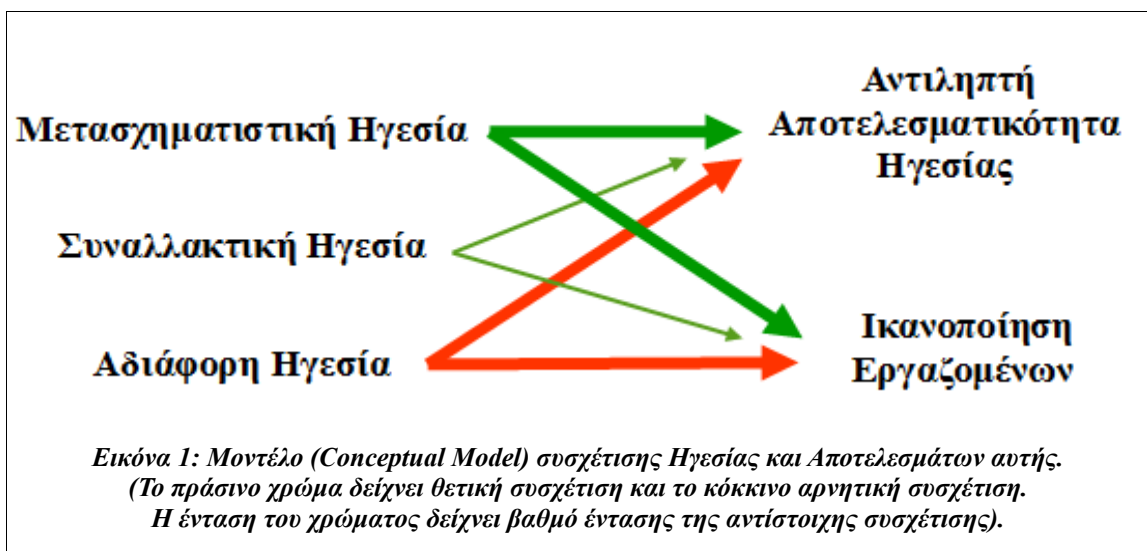 Μετασχηματιστική Ηγεσία
Αντιληπτή
Αποτελεσματικότητα
Ηγεσίας
Συναλλακτική Ηγεσία
Αδιάφορη Ηγεσία
Ικανοποίηση
Εργαζομένων
Εικόνα 1: Μοντέλο (Conceptual Model) συσχέτισης Ηγεσίας και Αποτελεσμάτων αυτής.
(Το πράσινο χρώμα δείχνει θετική συσχέτιση και το κόκκινο αρνητική συσχέτιση.
Η ένταση του χρώματος δείχνει βαθμό έντασης της αντίστοιχης συσχέτισης).